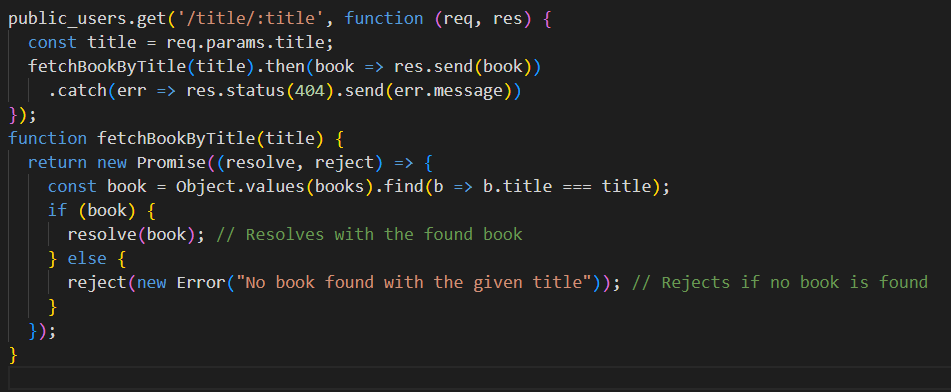 public_users.get('/title/:title', function (req, res) {
  const title = req.params.title;
  fetchBookByTitle(title).then(book => res.send(book))
    .catch(err => res.status(404).send(err.message))
});
function fetchBookByTitle(title) {
  return new Promise((resolve, reject) => {
    const book = Object.values(books).find(b => b.title === title);
    if (book) {
      resolve(book); // Resolves with the found book
    } else {
      reject(new Error("No book found with the given title")); // Rejects if no book is found
    }
  });
}